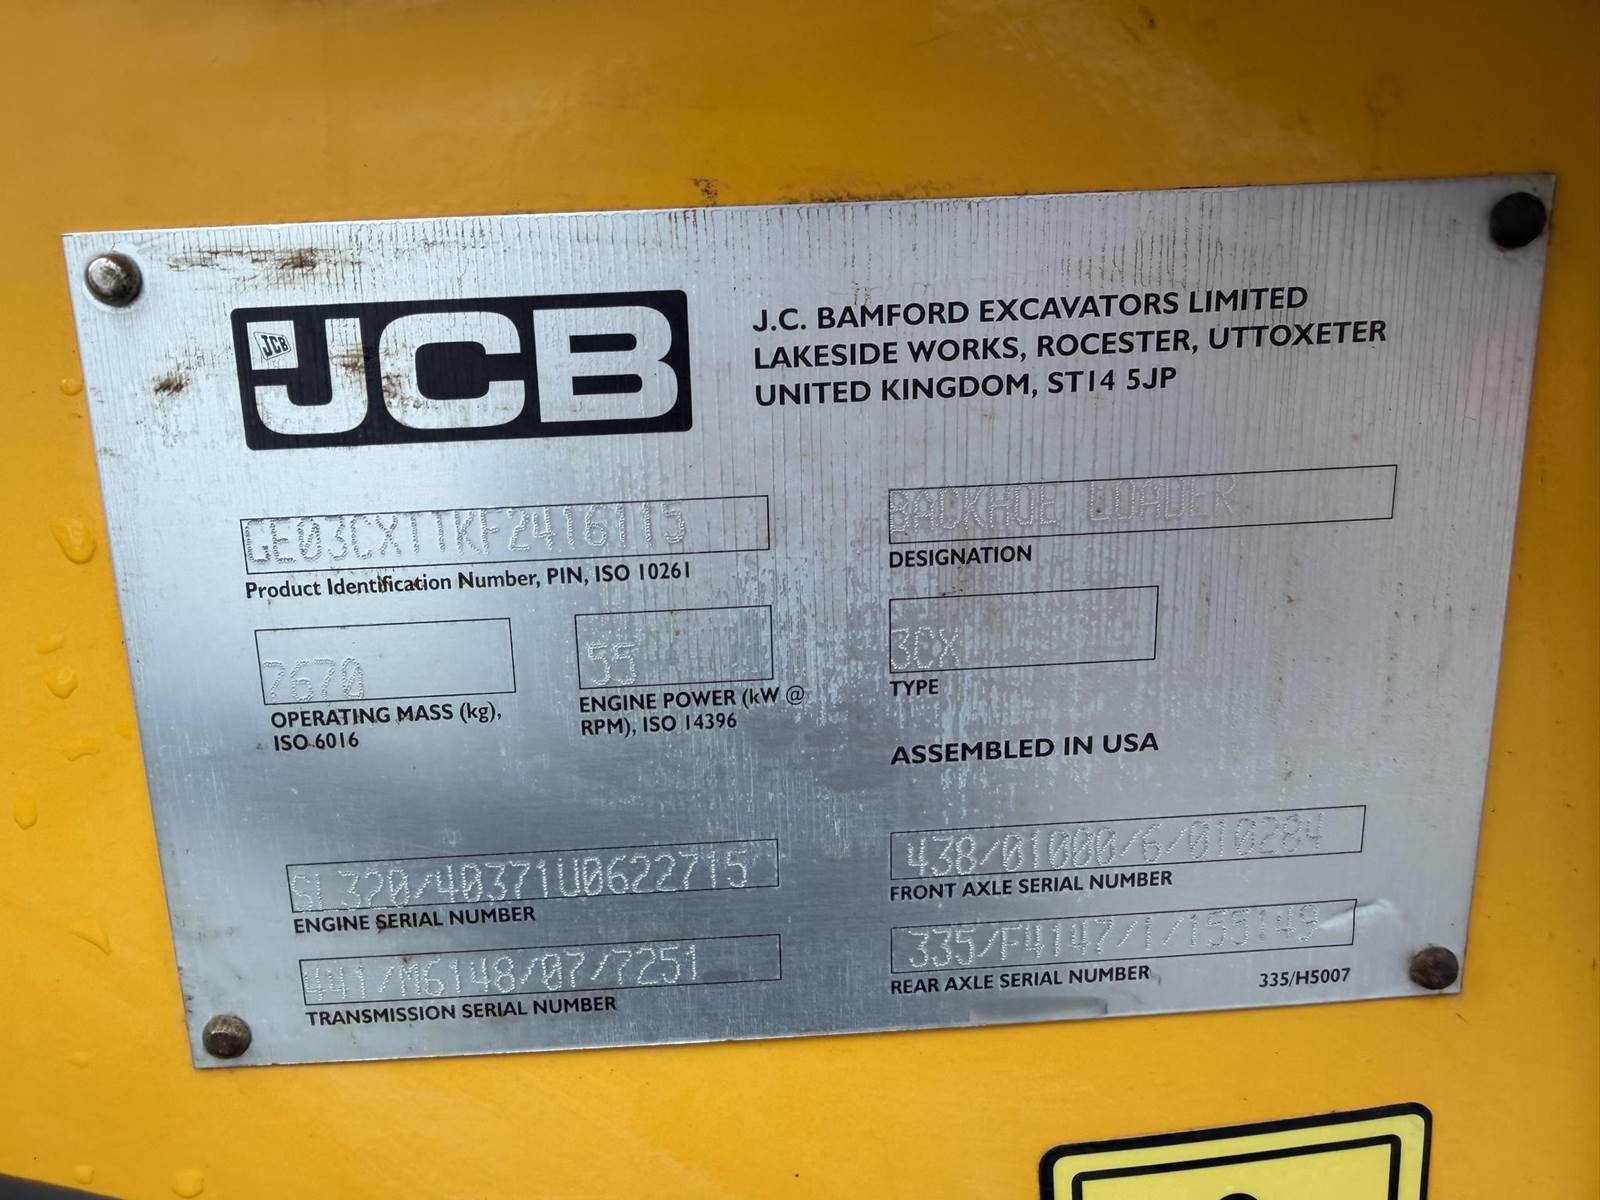 JCB
JCB
J.C. BAMFORD EXCAVATORS LIMITED
LAKESIDE WORKS, ROCESTER, UTTOXETER
UNITED KINGDOM, ST14 5JP
Product Identification Number, PIN, ISO 10261
BACKHOE LOADER
DESIGNATION
7670
OPERATING MASS (kg),
ISO 6016
55
ENGINE POWER (kW @
RPM), ISO 14396
3CX
TYPE
ASSEMBLED IN USA
SL320/40371U0622715
ENGINE SERIAL NUMBER
438/01000/6/010284
FRONT AXLE SERIAL NUMBER
441/M6148/07/7251
TRANSMISSION SERIAL NUMBER
335/F4147/1/155149
REAR AXLE SERIAL NUMBER
335/H5007